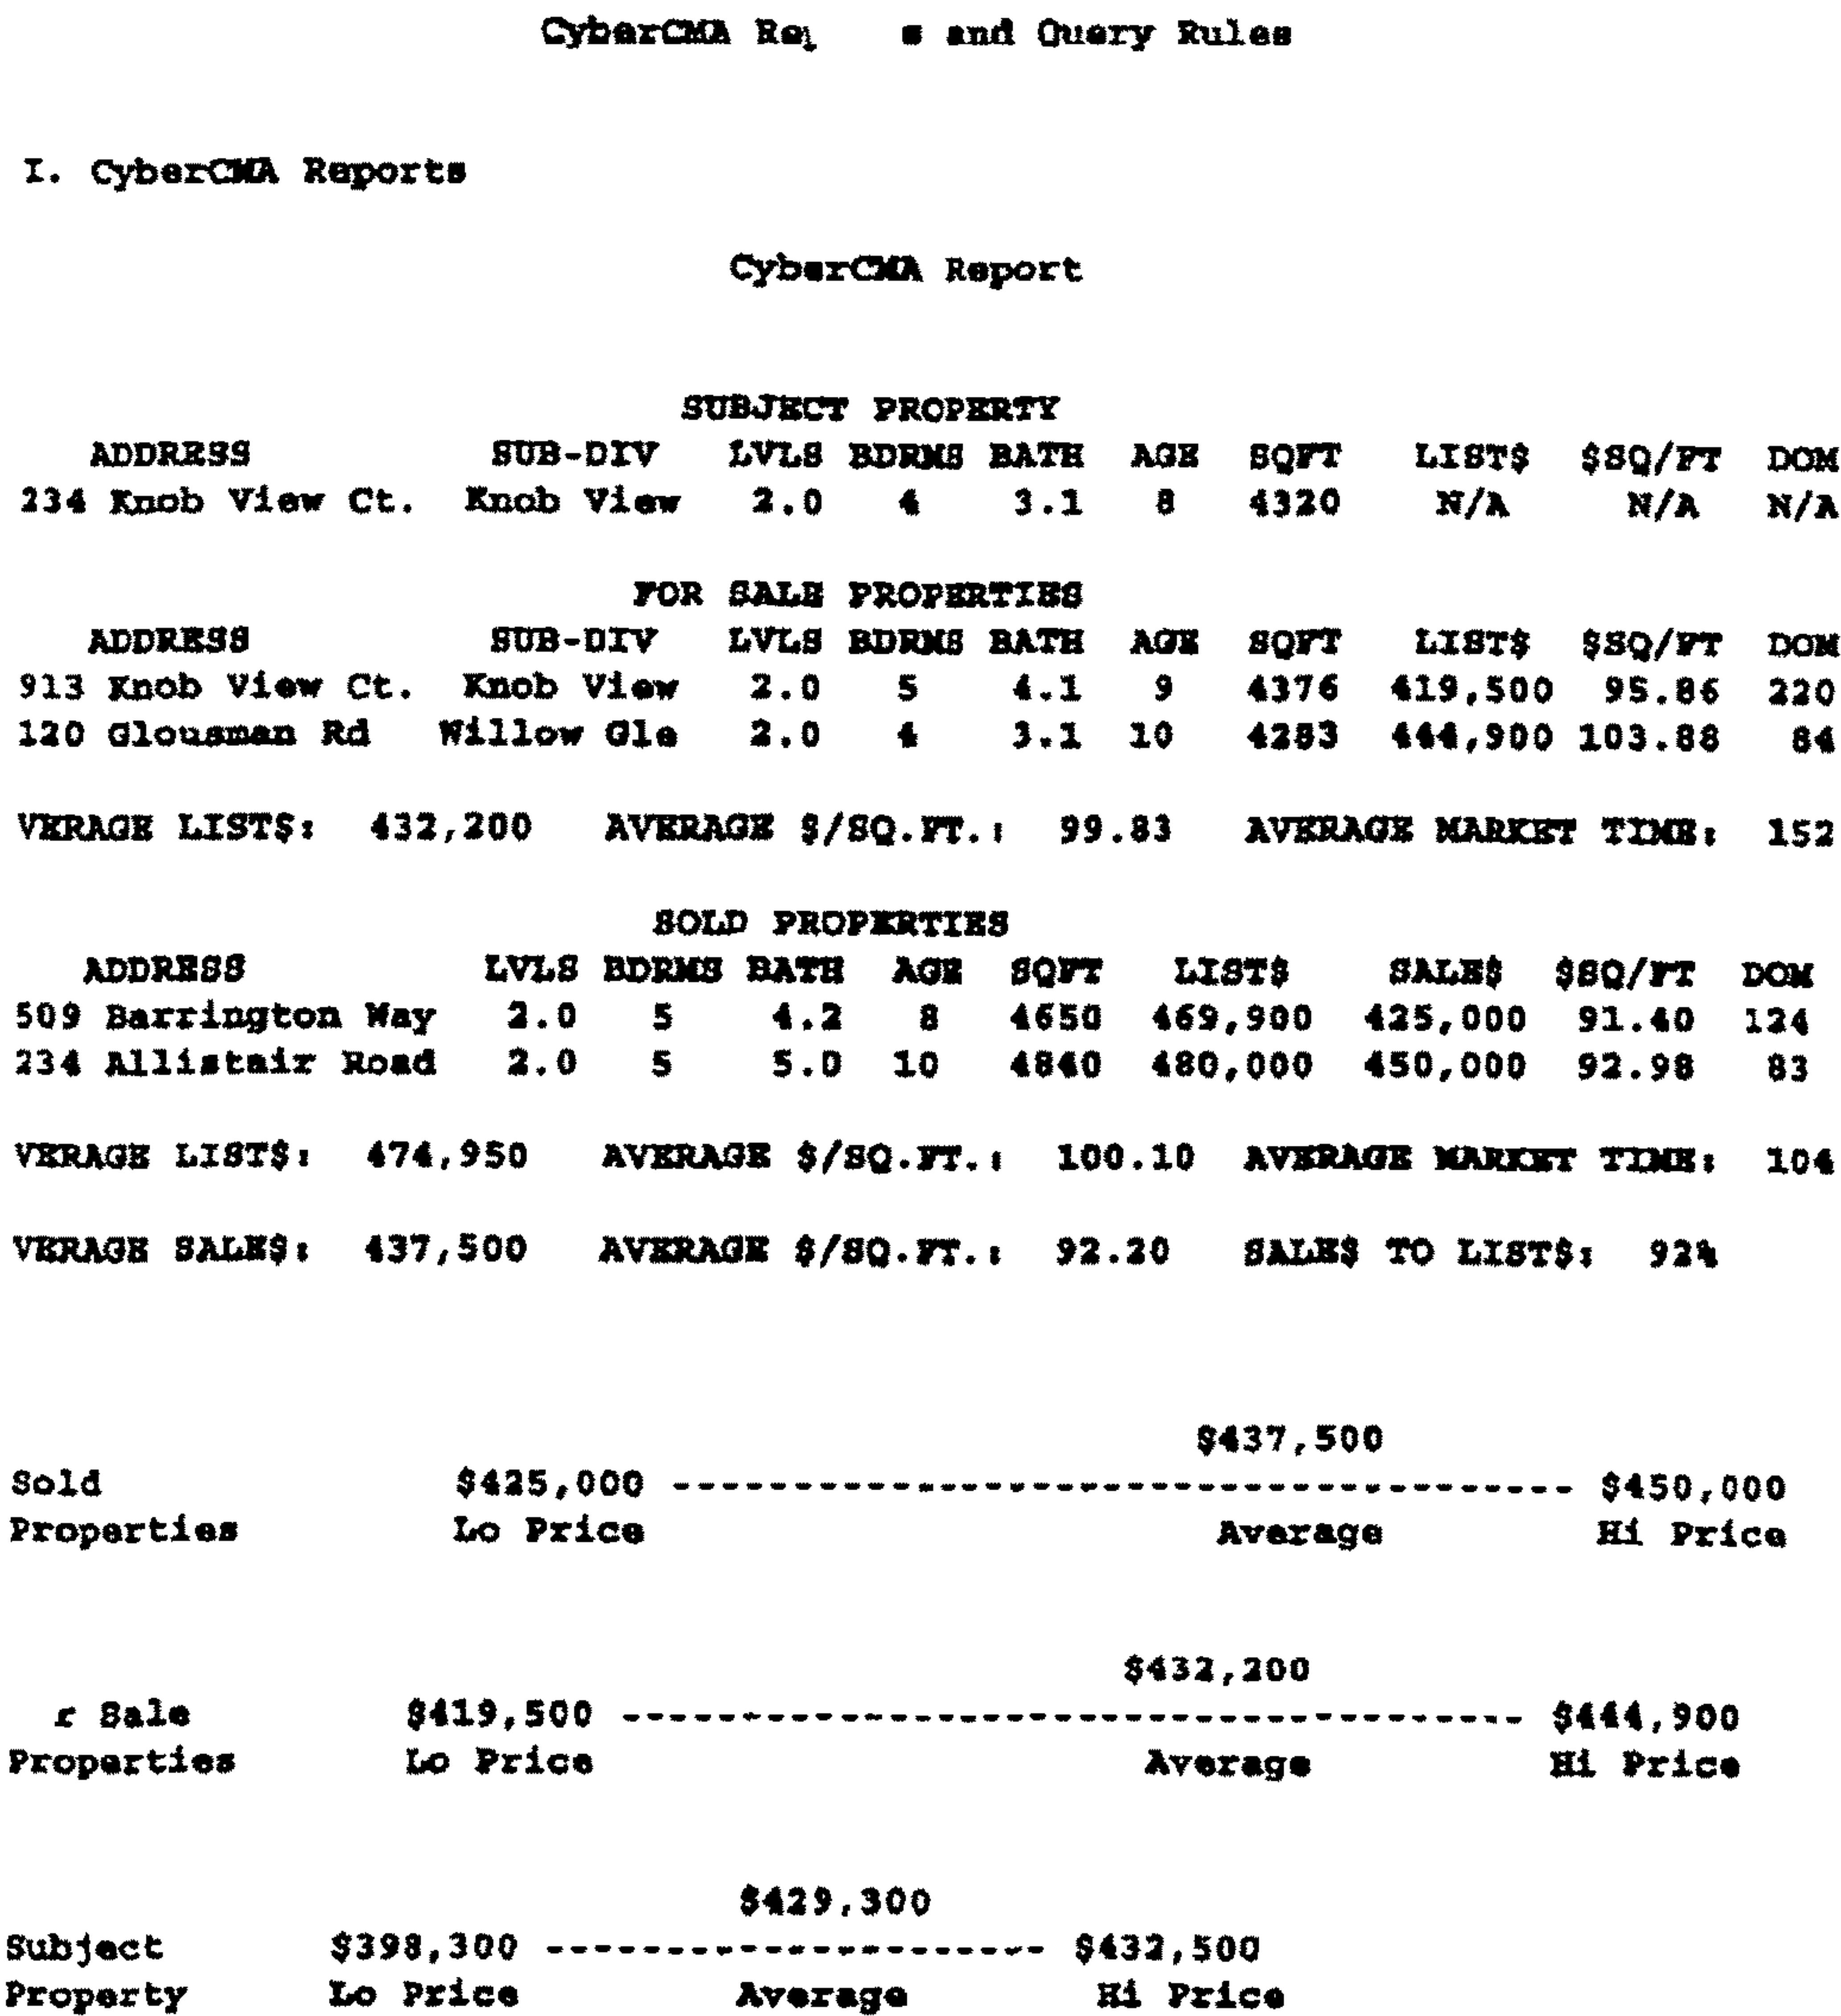 CyberCMA Re s and Query Rules
I. CyberCMA Reports
CyberCMA Report
SUBJECT PROPERTY
ADDRESS SUB-DIV LVLS BDRMS BATH AGE SQFT LIST$ $SQ/FT DOM
234 Knob View Ct. Knob View 2.0 4 3.1 8 4320 N/A N/A N/A
FOR SALE PROPERTIES
ADDRESS SUB-DIV LVLS BDRMS BATH AGE SQFT LIST$ $SQ/FT DOM
913 Knob View Ct. Knob View 2.0 5 4.1 9 4376 419,500 95.86 220
120 Glousman Rd Willow Gle 2.0 4 3.1 10 4283 444,900 103.88 84
VERAGE LIST$: 432,200 AVERAGE $/SQ.FT.: 99.83 AVERAGE MARKET TIME: 152
SOLD PROPERTIES
ADDRESS LVLS BDRMS BATH AGE SQFT LIST$ SALE$ $SQ/FT DOM
509 Barrington Way 2.0 5 4.2 8 4650 469,900 425,000 91.40 124
234 Allistair Road 2.0 5 5.0 10 4840 480,000 450,000 92.98 83
VERAGE LIST$: 474,950 AVERAGE $/SQ.FT.: 100.10 AVERAGE MARKET TIME: 104
VERAGE SALE$: 437,500 AVERAGE $/SQ.FT.: 92.20 SALE$ TO LIST$: 92%
$437,500
Sold $425,000 -------------------------------------- $450,000
Properties Lo Price Average Hi Price
$432,200
r Sale $419,500 -------------------------------------- $444,900
Properties Lo Price Average Hi Price
$429,300
Subject $398,300 --------------------- $432,500
Property Lo Price Average Hi Price